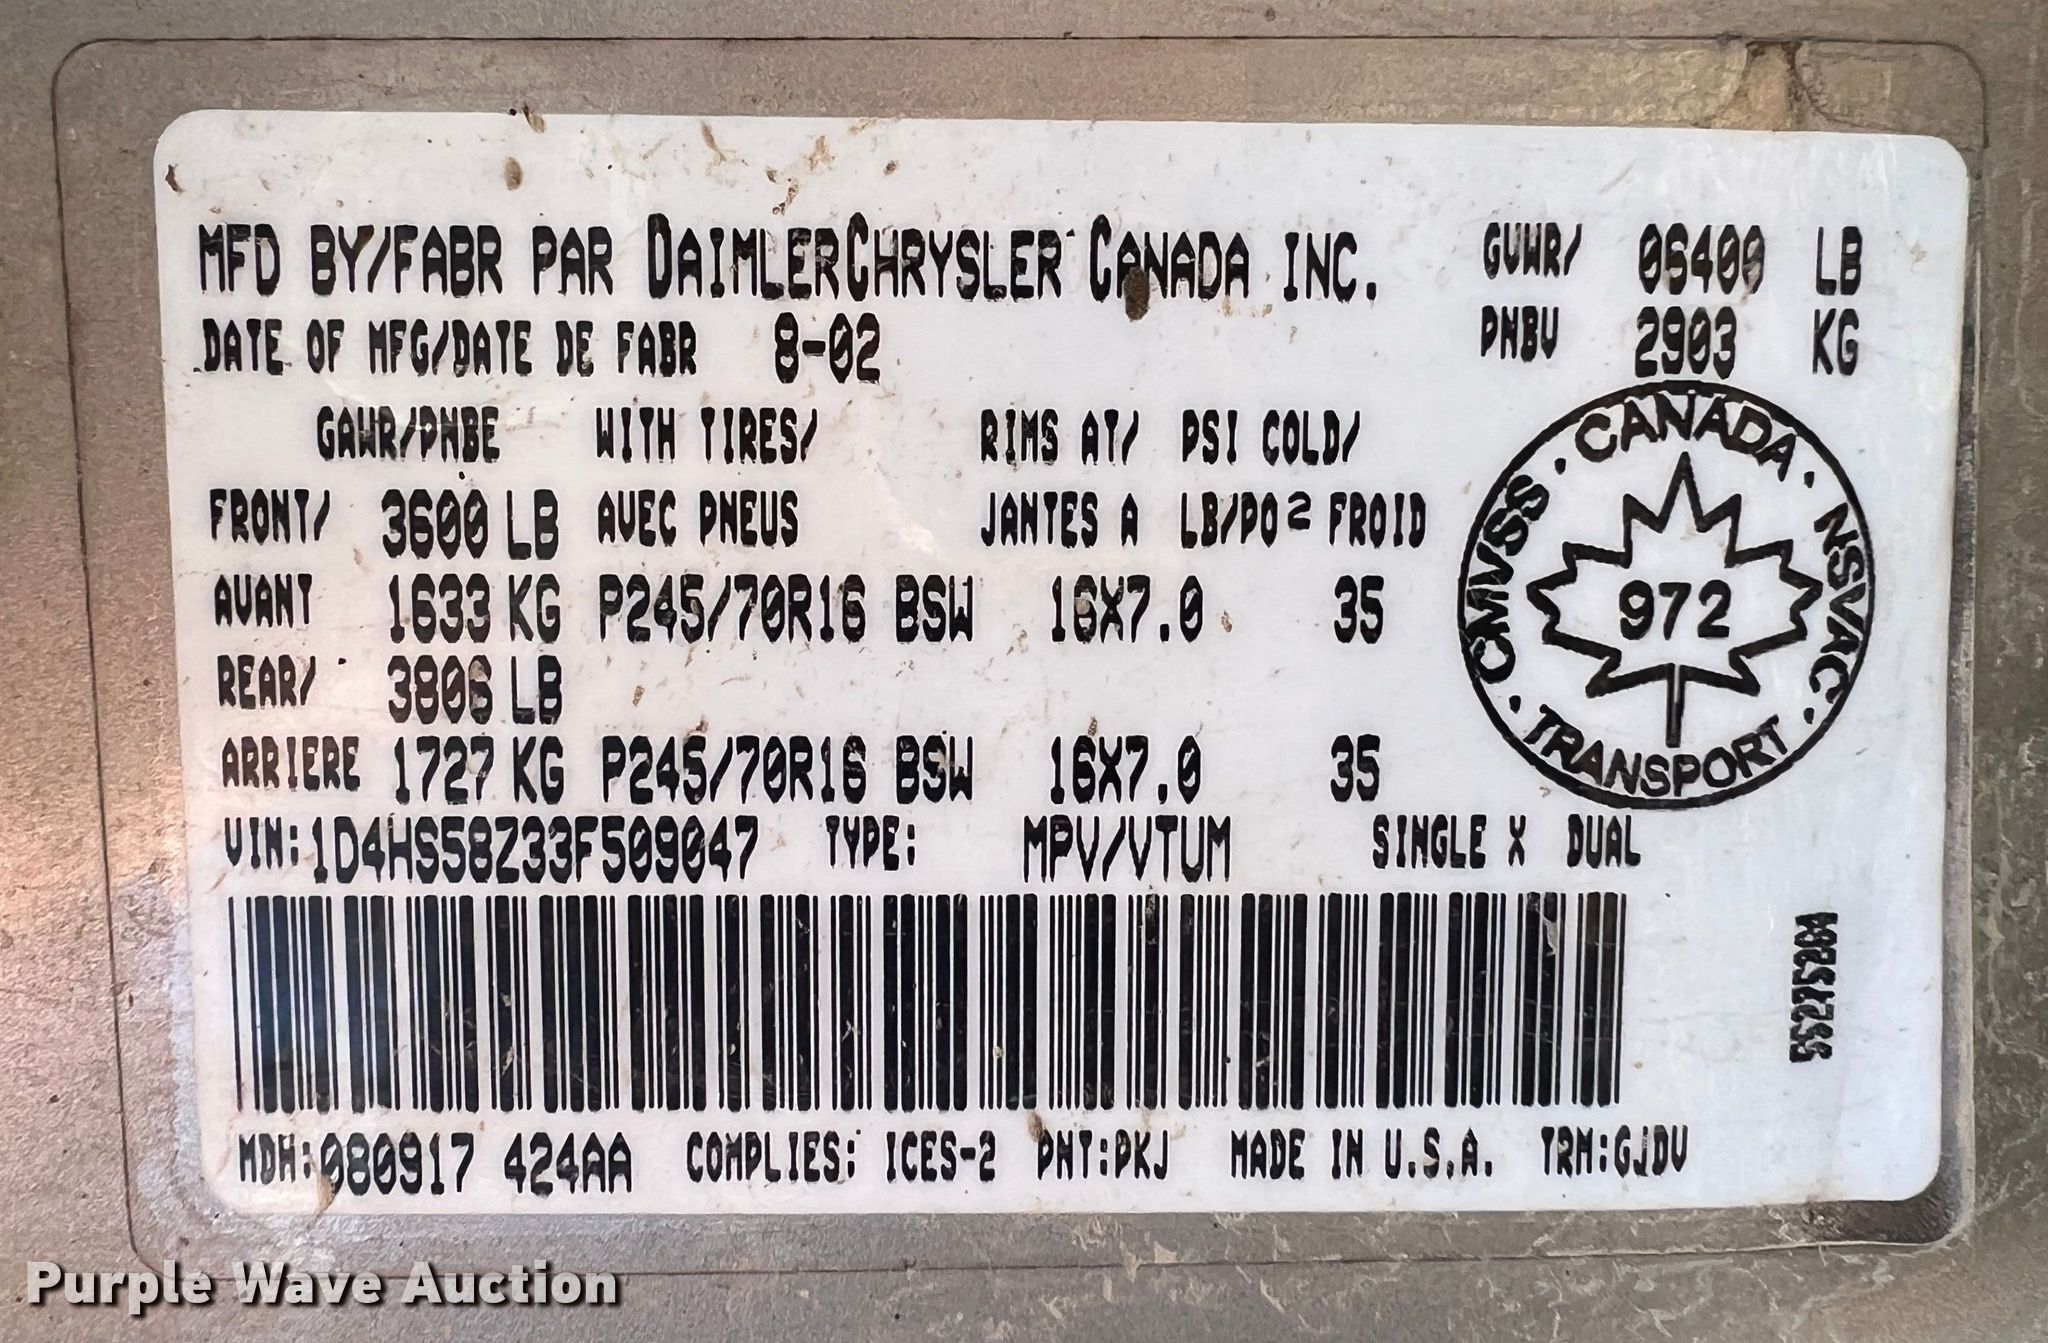 MFD BY/FABR PAR DAIMLERCHRYSLER CANADA INC. GVWR/ 06400 LB
PNBV 2903 KG
DATE OF MFG/DATE DE FABR 8-02
GAWR/PNBE WITH TIRES/ RIMS AT/ PSI COLD/
FRONT/ 3600 LB AVEC PNEUS JANTES A LB/PO² FROID
AVANT 1633 KG P245/70R16 BSW 16X7.0 35
REAR/ 3806 LB
ARRIERE 1727 KG P245/70R16 BSW 16X7.0 35
CMVSS · CANADA · NSVAC · TRANSPORT ·
972
VIN: 1D4HS58Z33F509047 TYPE: MPV/VTUM SINGLE X DUAL
MDH: 080917 424AA COMPLIES: ICES-2 PNT:PKJ MADE IN U.S.A. TRM:GJDV
Purple Wave Auction